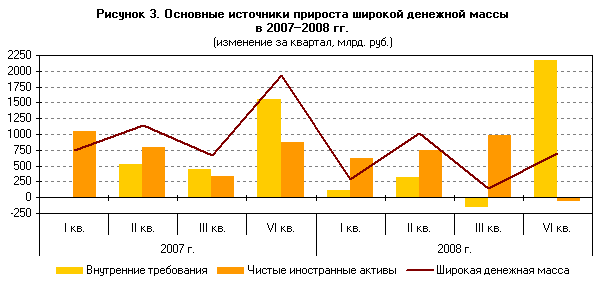 Рисунок 3. Основные источники прироста широкой денежной массы
в 2007–2008 гг.
(изменение за квартал, млрд. руб.)
2250
2000
1750
1500
1250
1000
750
500
250
0
-250
I кв. II кв. III кв. VI кв. I кв. II кв. III кв. VI кв.
2007 г. 2008 г.
Внутренние требования Чистые иностранные активы Широкая денежная масса